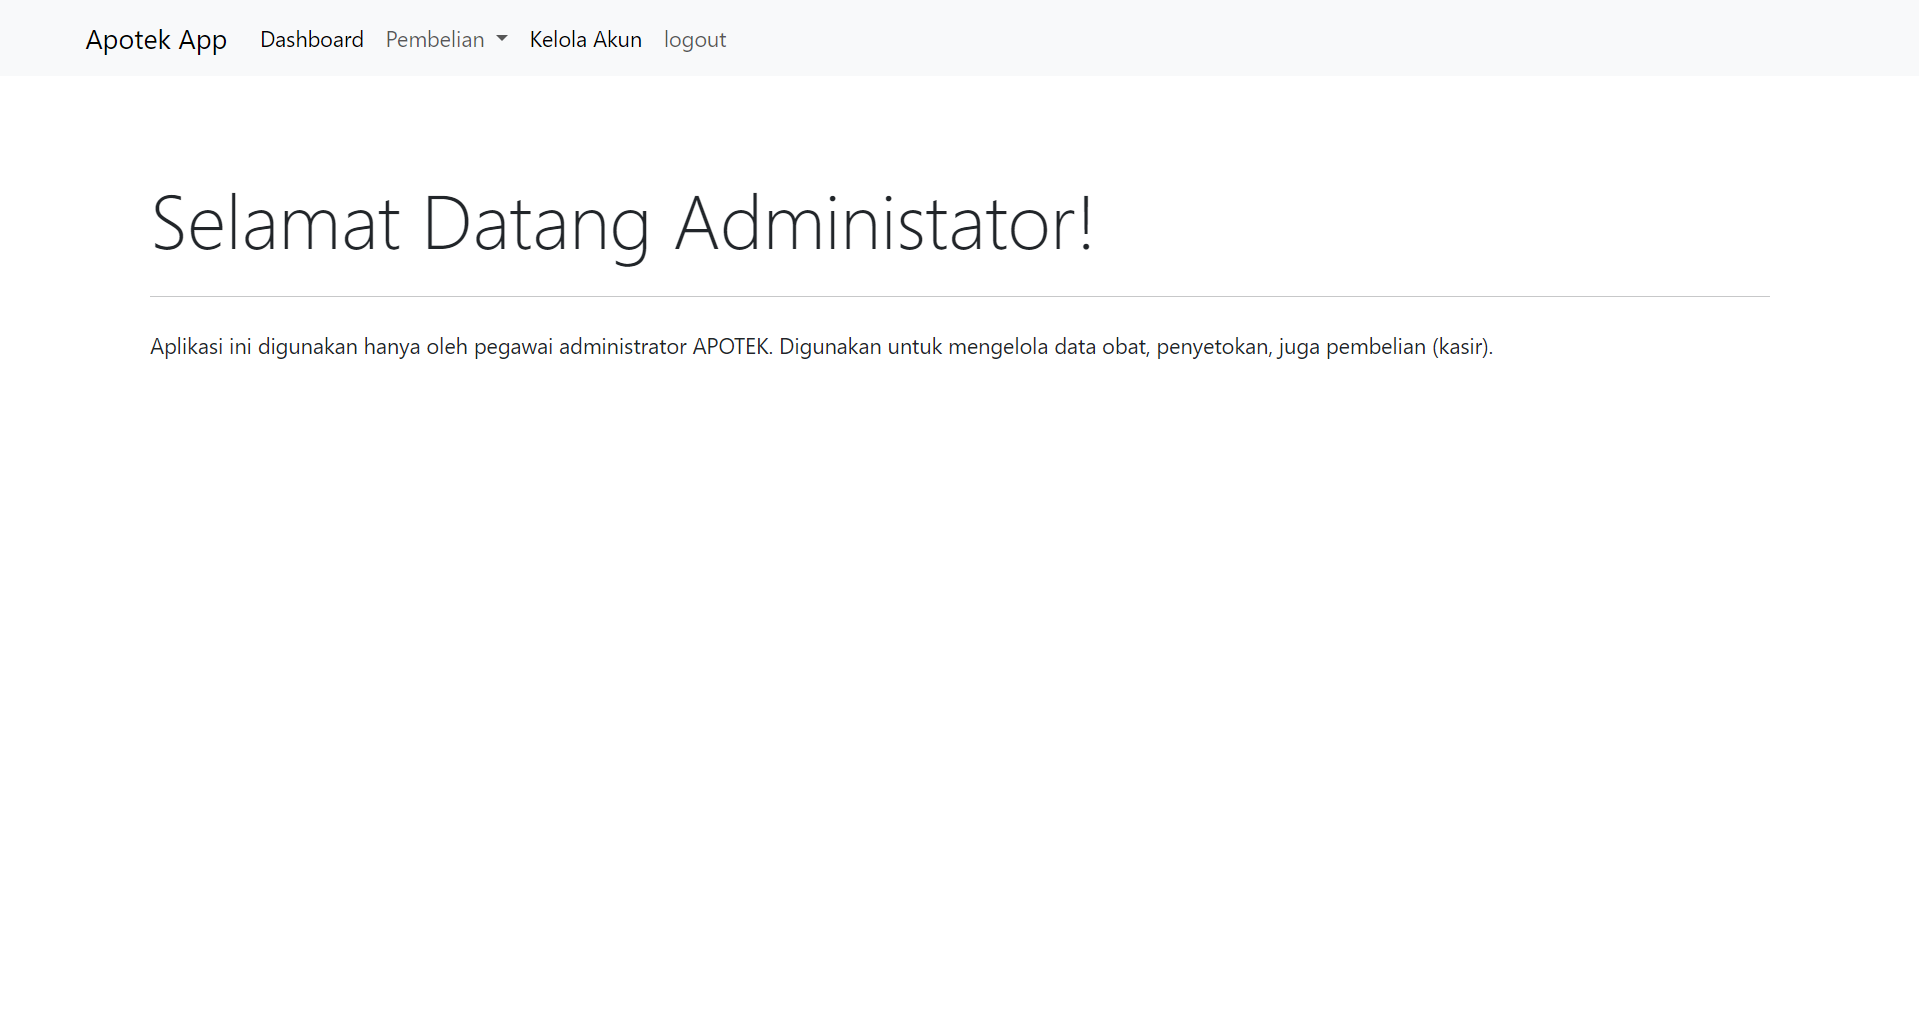 Apotek App Dashboard Pembelian Kelola Akun logout
Selamat Datang Administator!
Aplikasi ini digunakan hanya oleh pegawai administrator APOTEK. Digunakan untuk mengelola data obat, penyetokan, juga pembelian (kasir).